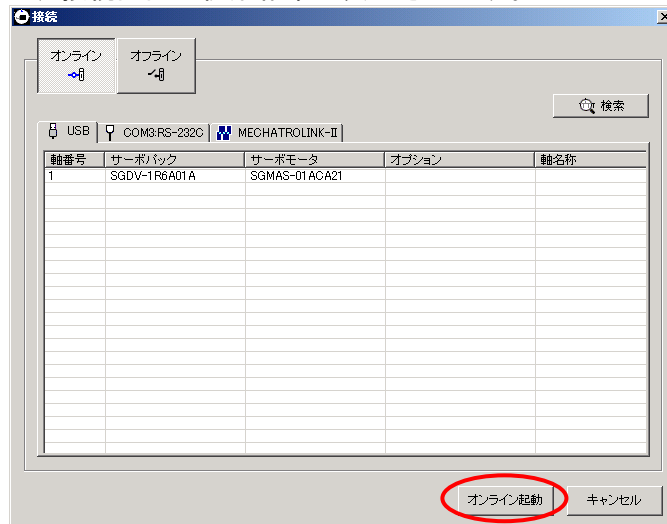 接続
オンライン オフライン
検索
USB COM3:RS-232C MECHATROLINK-II
軸番号 サーボパック サーボモータ オプション 軸名称
1 SGDV-1R6A01A SGMAS-01ACA21
オンライン起動 キャンセル